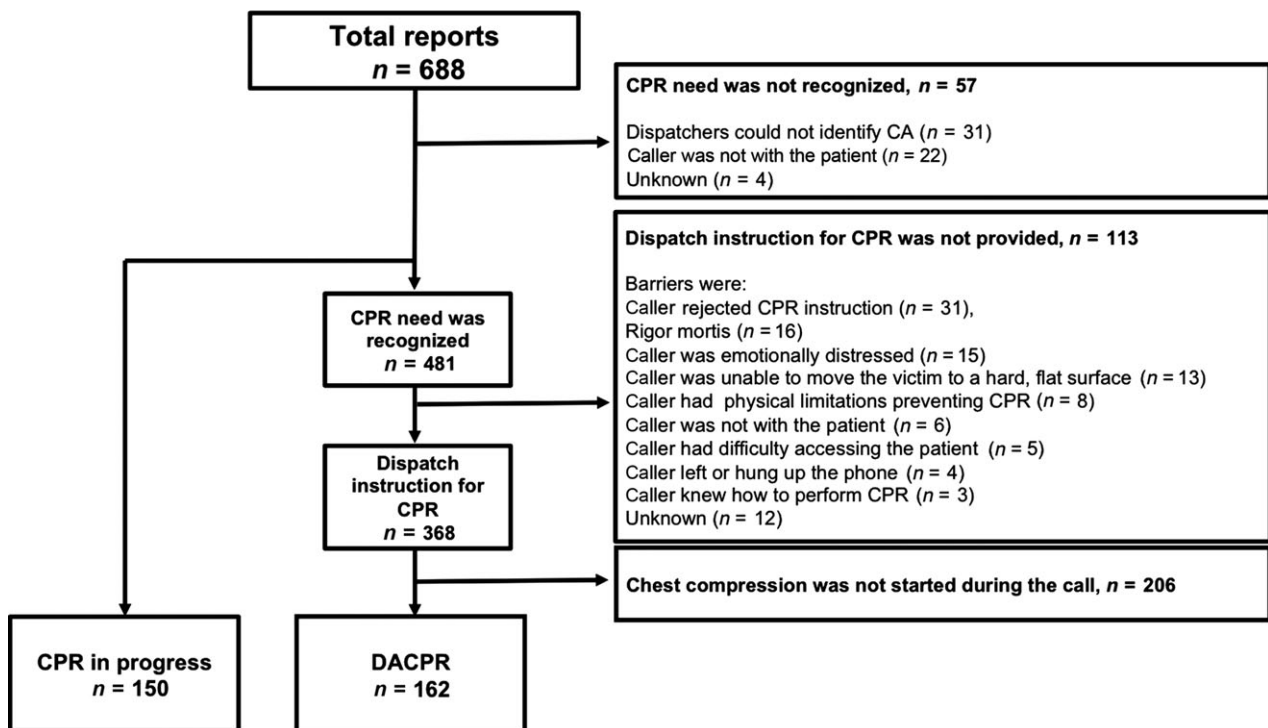 Total reports
n = 688
CPR need was not recognized, n = 57
Dispatchers could not identify CA (n = 31)
Caller was not with the patient (n = 22)
Unknown (n = 4)
Dispatch instruction for CPR was not provided, n = 113
Barriers were:
Caller rejected CPR instruction (n = 31),
Rigor mortis (n = 16)
Caller was emotionally distressed (n = 15)
Caller was unable to move the victim to a hard, flat surface (n = 13)
Caller had physical limitations preventing CPR (n = 8)
Caller was not with the patient (n = 6)
Caller had difficulty accessing the patient (n = 5)
Caller left or hung up the phone (n = 4)
Caller knew how to perform CPR (n = 3)
Unknown (n = 12)
CPR need was
recognized
n = 481
Dispatch
instruction for
CPR
n = 368
Chest compression was not started during the call, n = 206
CPR in progress
n = 150
DACPR
n = 162